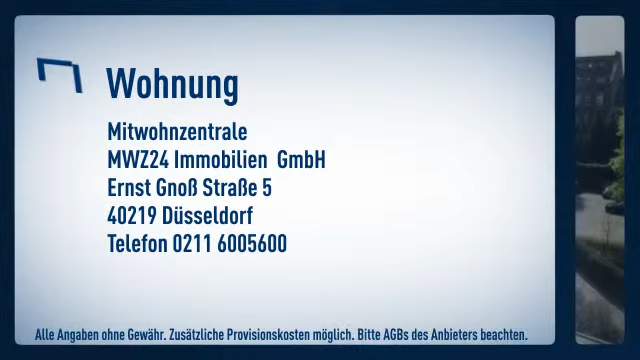 Wohnung
Mitwohnzentrale
MWZ24 Immobilien GmbH
Ernst Gnoß Straße 5
40219 Düsseldorf
Telefon 0211 6005600
Alle Angaben ohne Gewähr. Zusätzliche Provisionskosten möglich. Bitte AGBs des Anbieters beachten.